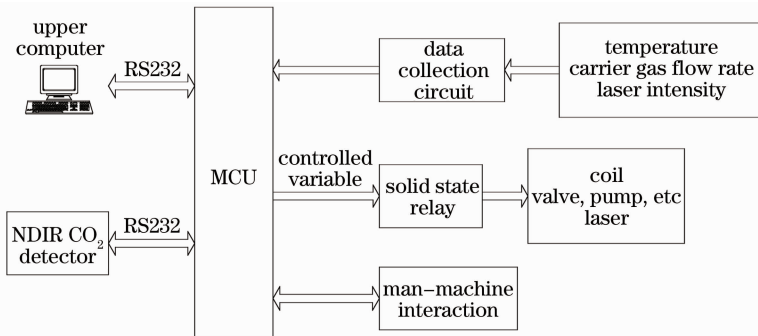 upper
computer
RS232
NDIR CO₂
detector
RS232
MCU
data
collection
circuit
temperature
carrier gas flow rate
laser intensity
controlled
variable
solid state
relay
coil
valve, pump, etc
laser
man−machine
interaction